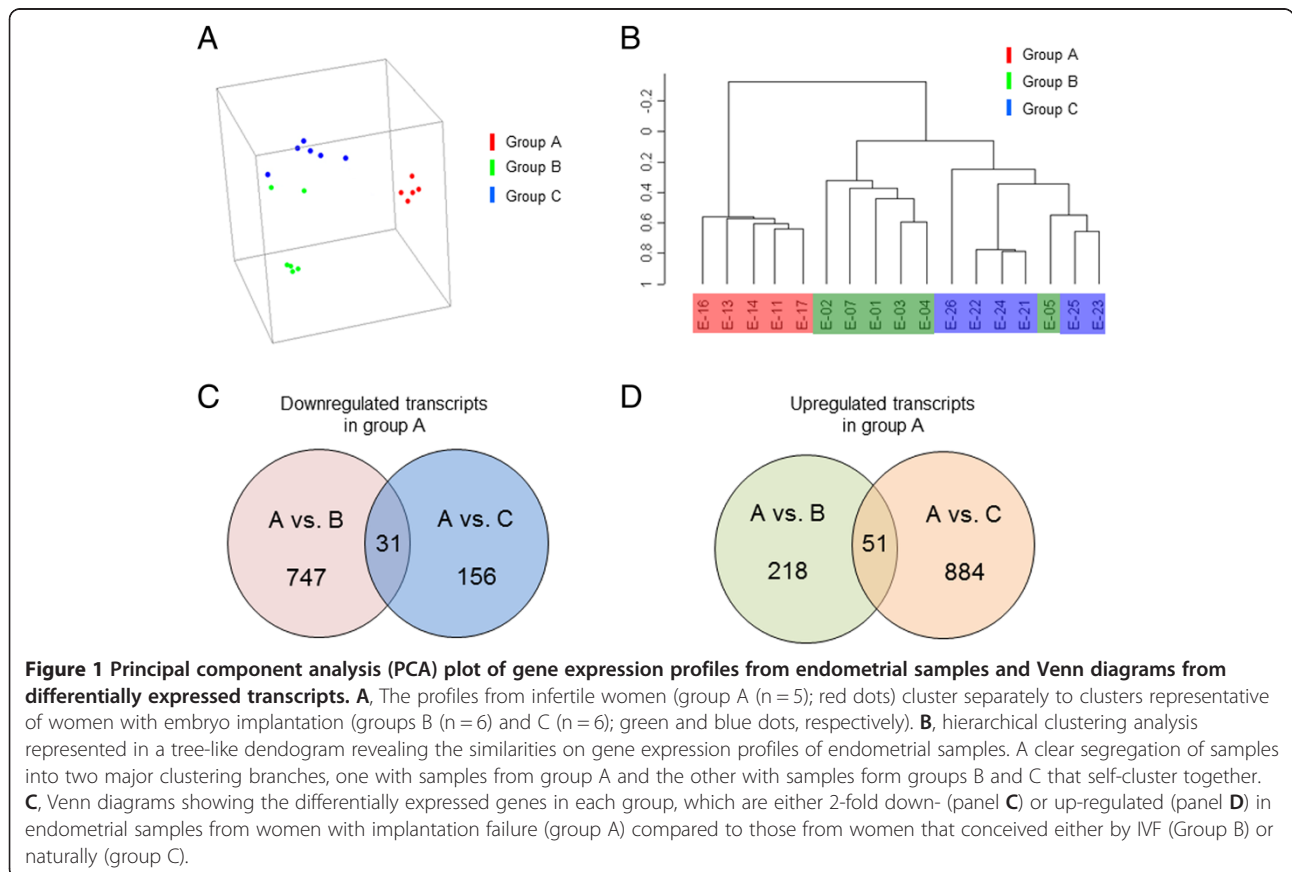 A
Group A
Group B
Group C
B
Group A
Group B
Group C
-0.2
0
0.2
0.4
0.6
0.8
1
E-16
E-13
E-14
E-11
E-17
E-02
E-07
E-01
E-03
E-04
E-26
E-22
E-24
E-21
E-05
E-25
E-23
C
Downregulated transcripts
in group A
A vs. B
747
31
A vs. C
156
D
Upregulated transcripts
in group A
A vs. B
218
51
A vs. C
884
Figure 1 Principal component analysis (PCA) plot of gene expression profiles from endometrial samples and Venn diagrams from
differentially expressed transcripts. A, The profiles from infertile women (group A (n = 5); red dots) cluster separately to clusters representative
of women with embryo implantation (groups B (n = 6) and C (n = 6); green and blue dots, respectively). B, hierarchical clustering analysis
represented in a tree-like dendogram revealing the similarities on gene expression profiles of endometrial samples. A clear segregation of samples
into two major clustering branches, one with samples from group A and the other with samples form groups B and C that self-cluster together.
C, Venn diagrams showing the differentially expressed genes in each group, which are either 2-fold down- (panel C) or up-regulated (panel D) in
endometrial samples from women with implantation failure (group A) compared to those from women that conceived either by IVF (Group B) or
naturally (group C).